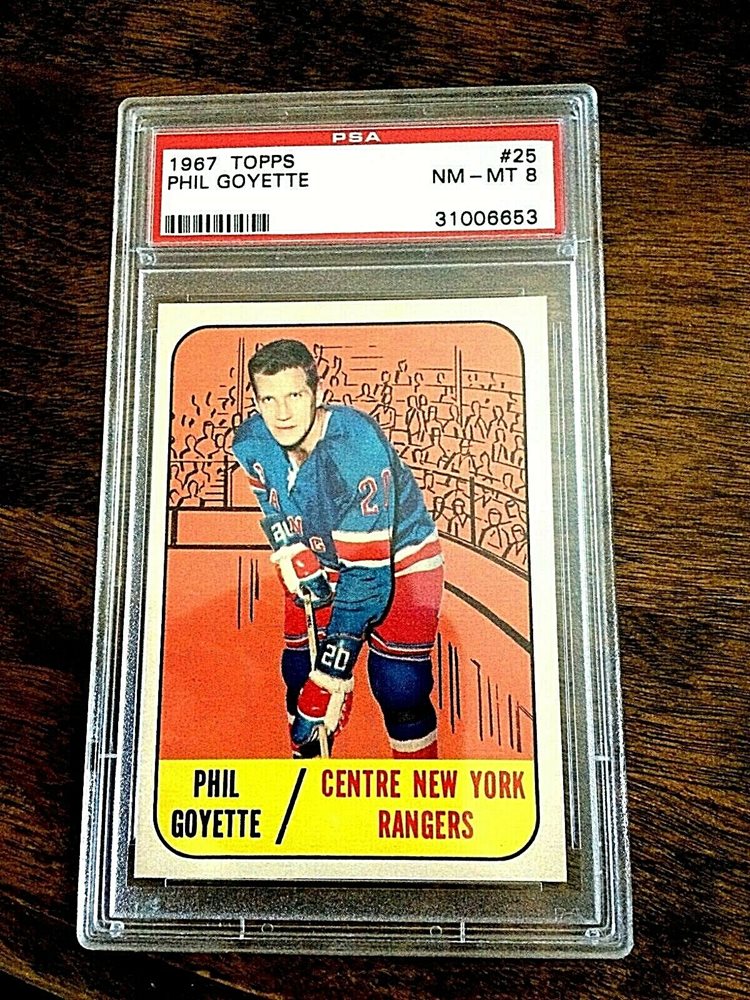 PSA
1967 TOPPS #25
PHIL GOYETTE NM - MT 8
31006653
20
20
PHIL GOYETTE / CENTRE NEW YORK RANGERS